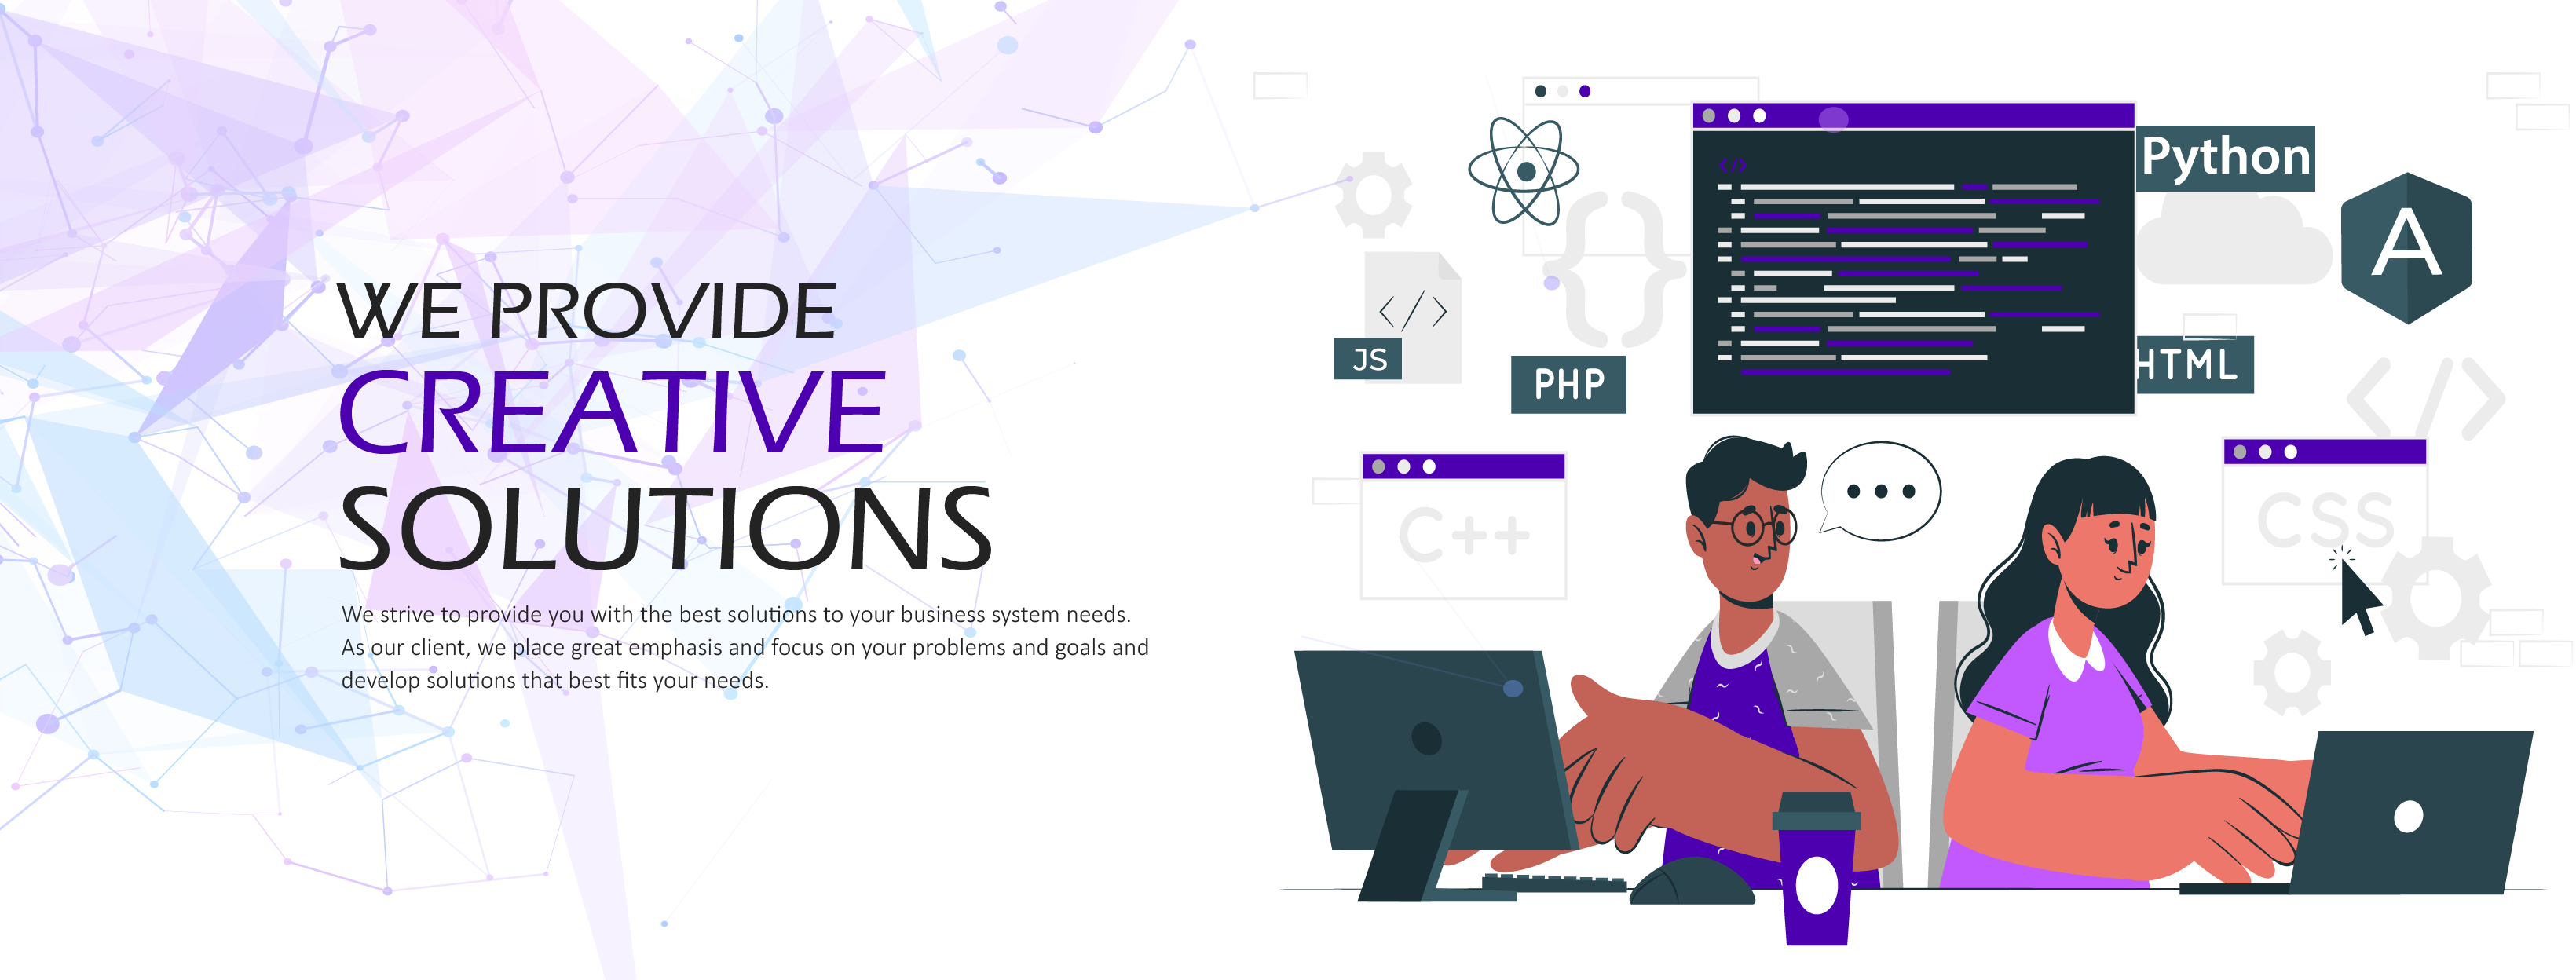 WE PROVIDE
CREATIVE
SOLUTIONS
We strive to provide you with the best solutions to your business system needs.
As our client, we place great emphasis and focus on your problems and goals and
develop solutions that best fits your needs.
Python
A
</>
</>
JS
PHP
HTML
</>
C++
CSS
{}